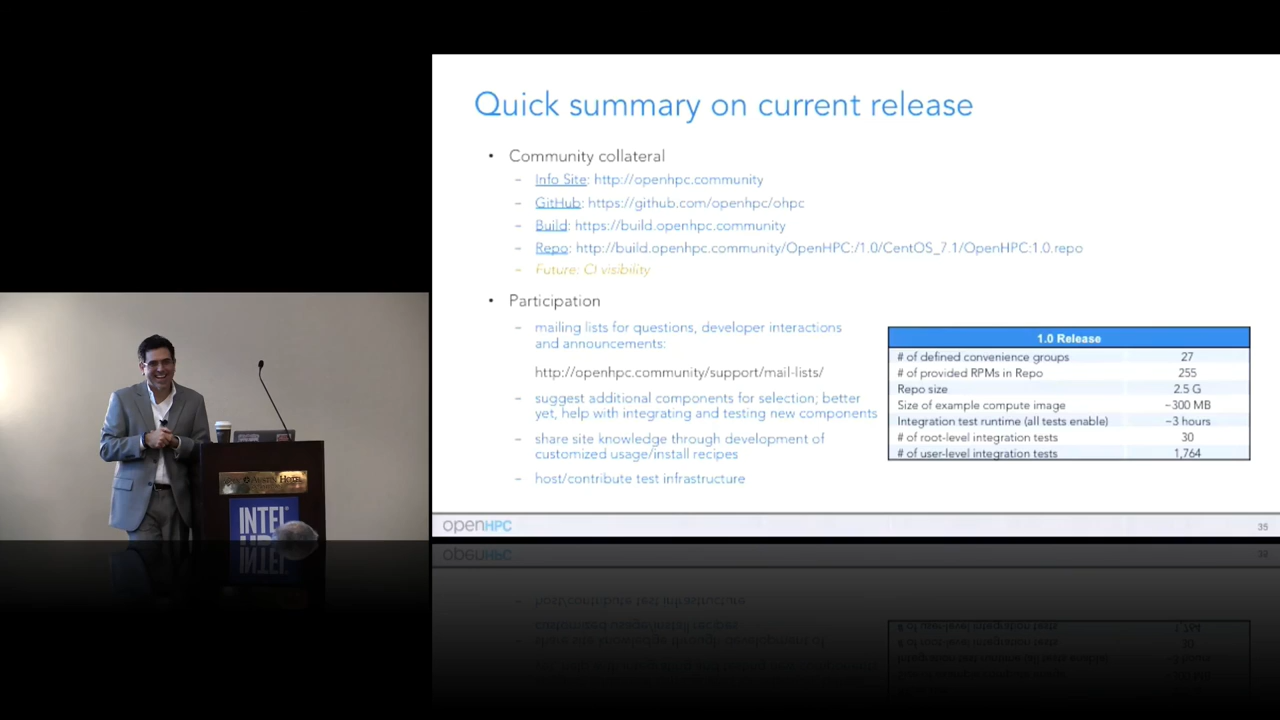 Quick summary on current release
• Community collateral
– Info Site: http://openhpc.community
– GitHub: https://github.com/openhpc/ohpc
– Build: https://build.openhpc.community
– Repo: http://build.openhpc.community/OpenHPC:/1.0/CentOS_7.1/OpenHPC:1.0.repo
– Future: CI visibility
• Participation
– mailing lists for questions, developer interactions
and announcements:
http://openhpc.community/support/mail-lists/
– suggest additional components for selection; better
yet, help with integrating and testing new components
– share site knowledge through development of
customized usage/install recipes
– host/contribute test infrastructure
1.0 Release
# of defined convenience groups 27
# of provided RPMs in Repo 255
Repo size 2.5 G
Size of example compute image ~300 MB
Integration test runtime (all tests enable) ~3 hours
# of root-level integration tests 30
# of user-level integration tests 1,764
openHPC
35
INTEL